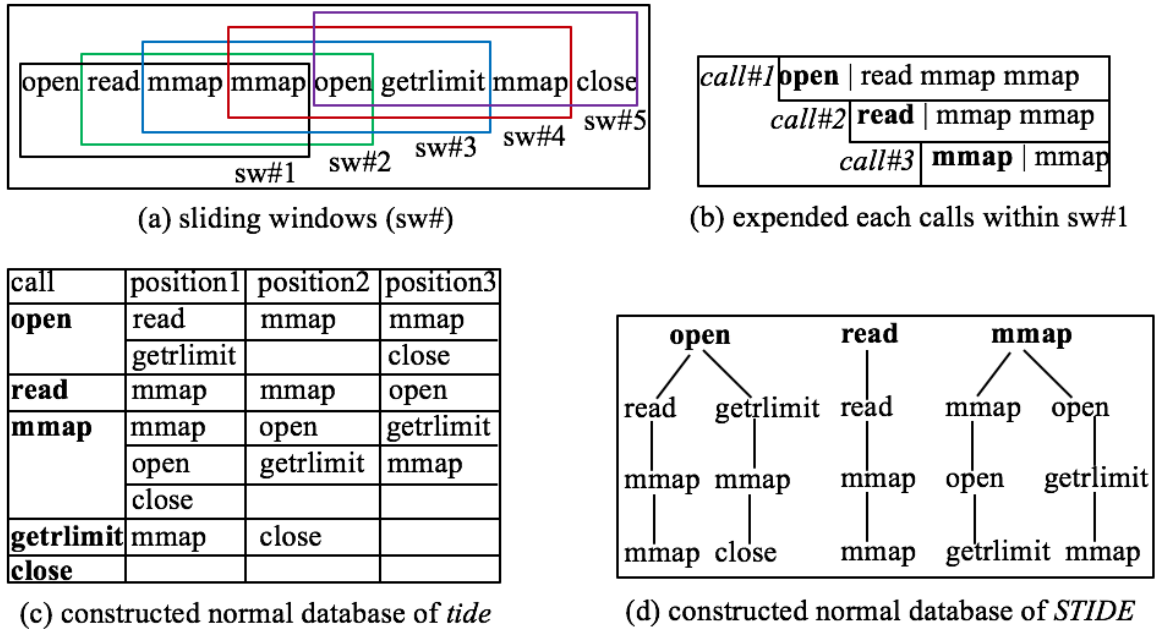 open read mmap mmap open getrlimit mmap close
sw#1
sw#2
sw#3
sw#4
sw#5
(a) sliding windows (sw#)
call#1 open | read mmap mmap
call#2 read | mmap mmap
call#3 mmap | mmap
(b) expended each calls within sw#1
call position1 position2 position3
open read mmap mmap
getrlimit close
read mmap mmap open
mmap mmap open getrlimit
open getrlimit mmap
close
getrlimit mmap close
close
(c) constructed normal database of tide
open read mmap
read getrlimit read mmap open
mmap mmap mmap open getrlimit
mmap close mmap getrlimit mmap
(d) constructed normal database of STIDE